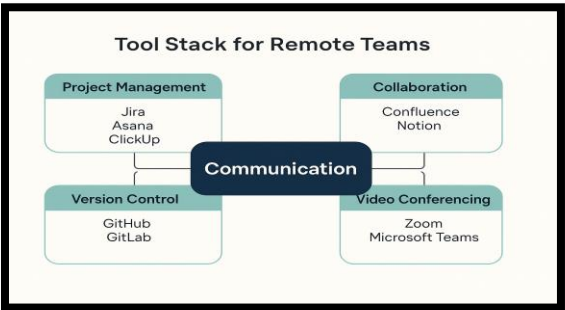 Tool Stack for Remote Teams
Project Management
Jira
Asana
ClickUp
Collaboration
Confluence
Notion
Communication
Version Control
GitHub
GitLab
Video Conferencing
Zoom
Microsoft Teams